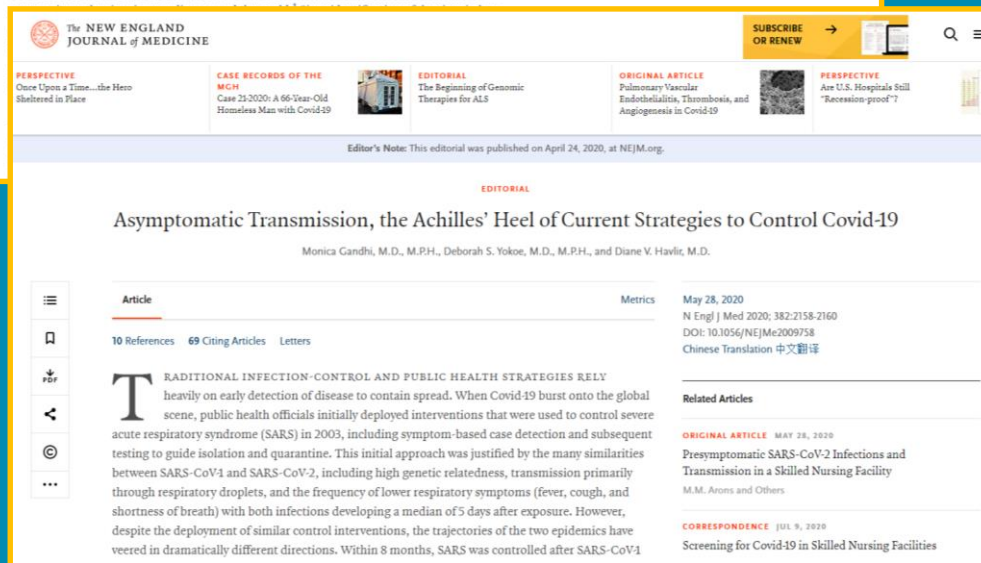 The NEW ENGLAND
JOURNAL of MEDICINE
SUBSCRIBE
OR RENEW
PERSPECTIVE
Once Upon a Time...the Hero
Sheltered in Place
CASE RECORDS OF THE
MGH
Case 21-2020: A 66-Year-Old
Homeless Man with Covid-19
EDITORIAL
The Beginning of Genomic
Therapies for ALS
ORIGINAL ARTICLE
Pulmonary Vascular
Endothelialitis, Thrombosis, and
Angiogenesis in Covid-19
PERSPECTIVE
Are U.S. Hospitals Still
"Recession-proof"?
Editor's Note: This editorial was published on April 24, 2020, at NEJM.org.
EDITORIAL
Asymptomatic Transmission, the Achilles' Heel of Current Strategies to Control Covid-19
Monica Gandhi, M.D., M.P.H., Deborah S. Yokoe, M.D., M.P.H., and Diane V. Havlir, M.D.
Article
Metrics
10 References 69 Citing Articles Letters
PDF
TRADITIONAL INFECTION-CONTROL AND PUBLIC HEALTH STRATEGIES RELY
heavily on early detection of disease to contain spread. When Covid-19 burst onto the global
scene, public health officials initially deployed interventions that were used to control severe
acute respiratory syndrome (SARS) in 2003, including symptom-based case detection and subsequent
testing to guide isolation and quarantine. This initial approach was justified by the many similarities
between SARS-CoV-1 and SARS-CoV-2, including high genetic relatedness, transmission primarily
through respiratory droplets, and the frequency of lower respiratory symptoms (fever, cough, and
shortness of breath) with both infections developing a median of 5 days after exposure. However,
despite the deployment of similar control interventions, the trajectories of the two epidemics have
veered in dramatically different directions. Within 8 months, SARS was controlled after SARS-CoV-1
May 28, 2020
N Engl J Med 2020; 382:2158-2160
DOI: 10.1056/NEJMe2009758
Chinese Translation 中文翻译
Related Articles
ORIGINAL ARTICLE MAY 28, 2020
Presymptomatic SARS-CoV-2 Infections and
Transmission in a Skilled Nursing Facility
M.M. Arons and Others
CORRESPONDENCE JUL 9, 2020
Screening for Covid-19 in Skilled Nursing Facilities